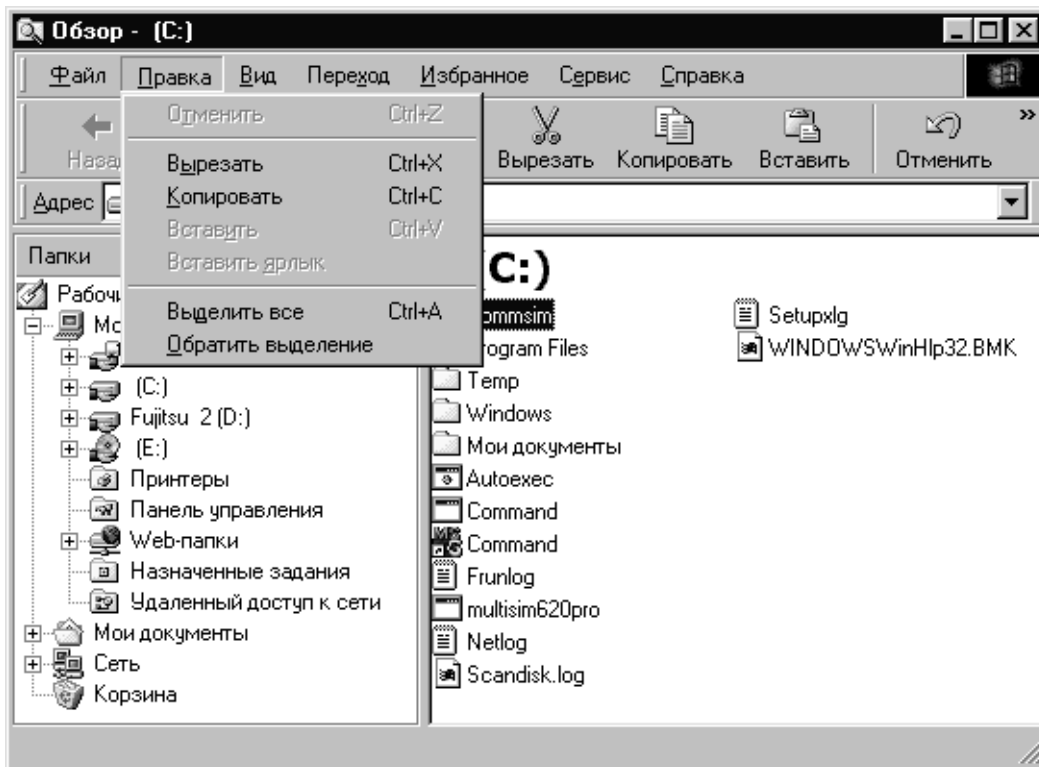 Обзор - (C:)
Файл Правка Вид Переход Избранное Сервис Справка
Отменить Ctrl+Z
Вырезать Ctrl+X
Копировать Ctrl+C
Вставить Ctrl+V
Вставить ярлык
Выделить все Ctrl+A
Обратить выделение
Вырезать Копировать Вставить Отменить »
Адрес
Папки
(C:)
Fujitsu 2 (D:)
(E:)
Принтеры
Панель управления
Web-папки
Назначенные задания
Удаленный доступ к сети
Мои документы
Сеть
Корзина
(C:)
ommsim
rogram Files
Temp
Windows
Мои документы
Autoexec
Command
Command
Frunlog
multisim620pro
Netlog
Scandisk.log
Setupxlg
WINDOWSWinHlp32.BMK